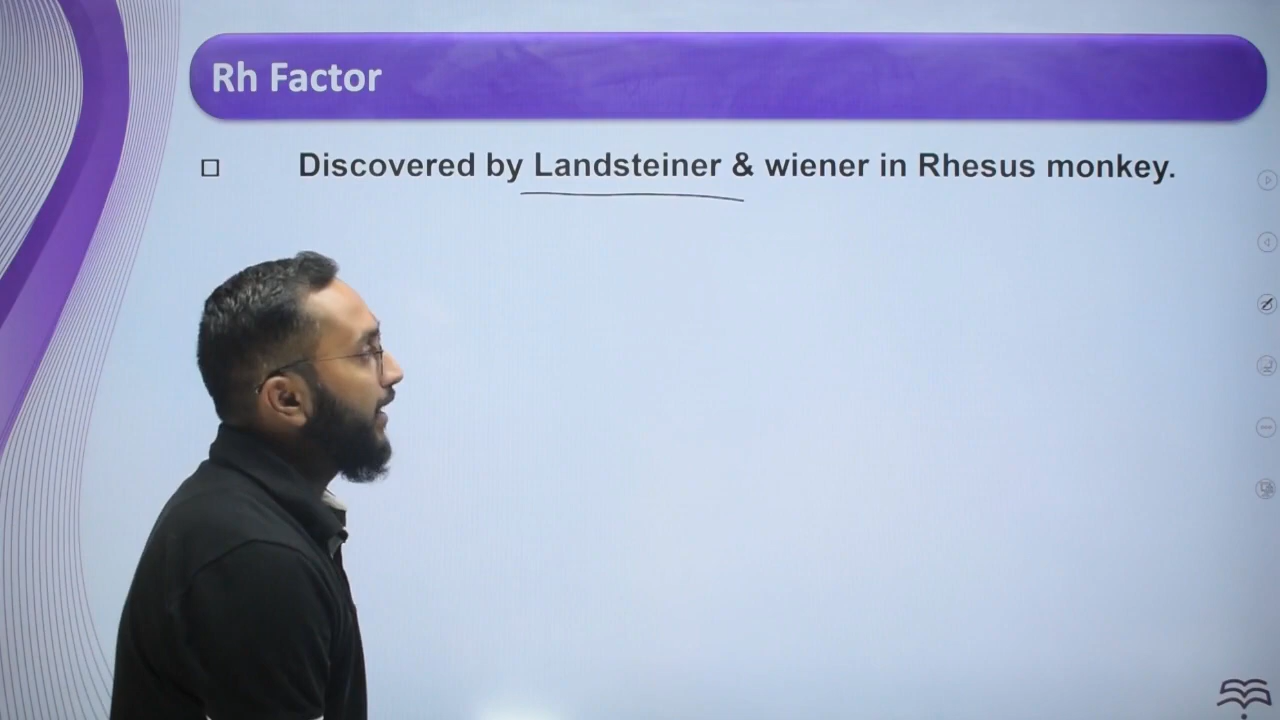 Rh Factor
Discovered by Landsteiner & wiener in Rhesus monkey.